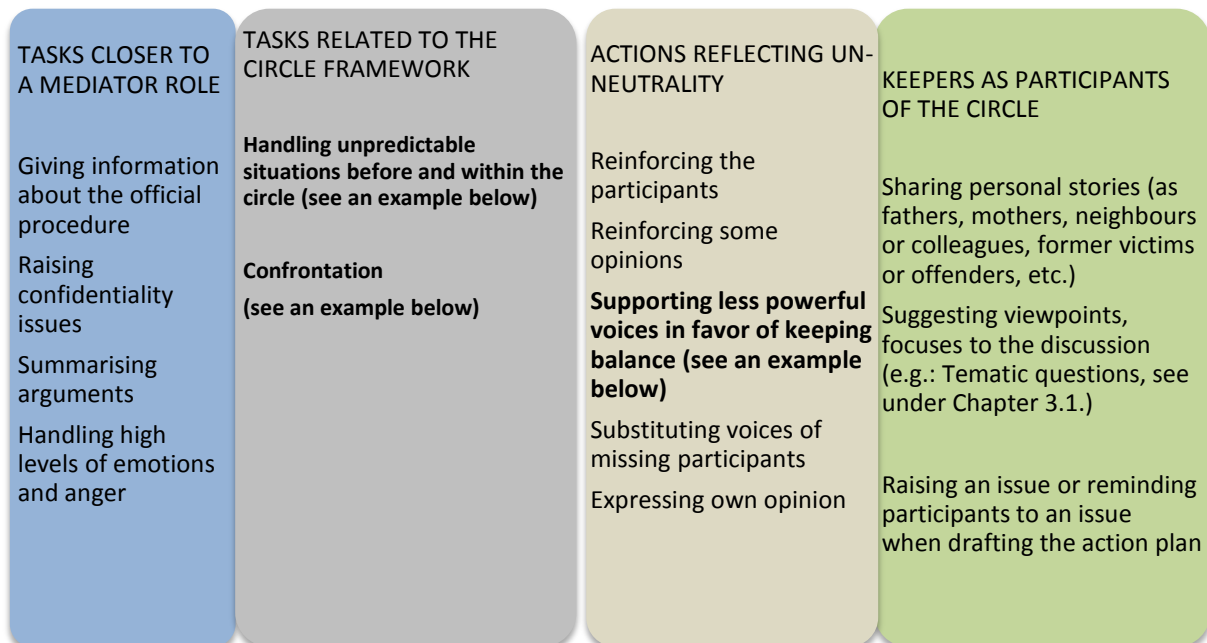 TASKS CLOSER TO
A MEDIATOR ROLE
Giving information
about the official
procedure
Raising
confidentiality
issues
Summarising
arguments
Handling high
levels of emotions
and anger
TASKS RELATED TO THE
CIRCLE FRAMEWORK
Handling unpredictable
situations before and within the
circle (see an example below)
Confrontation
(see an example below)
ACTIONS REFLECTING UN-
NEUTRALITY
Reinforcing the
participants
Reinforcing some
opinions
Supporting less powerful
voices in favor of keeping
balance (see an example
below)
Substituting voices of
missing participants
Expressing own opinion
KEEPERS AS PARTICIPANTS
OF THE CIRCLE
Sharing personal stories (as
fathers, mothers, neighbours
or colleagues, former victims
or offenders, etc.)
Suggesting viewpoints,
focuses to the discussion
(e.g.: Tematic questions, see
under Chapter 3.1.)
Raising an issue or reminding
participants to an issue
when drafting the action plan